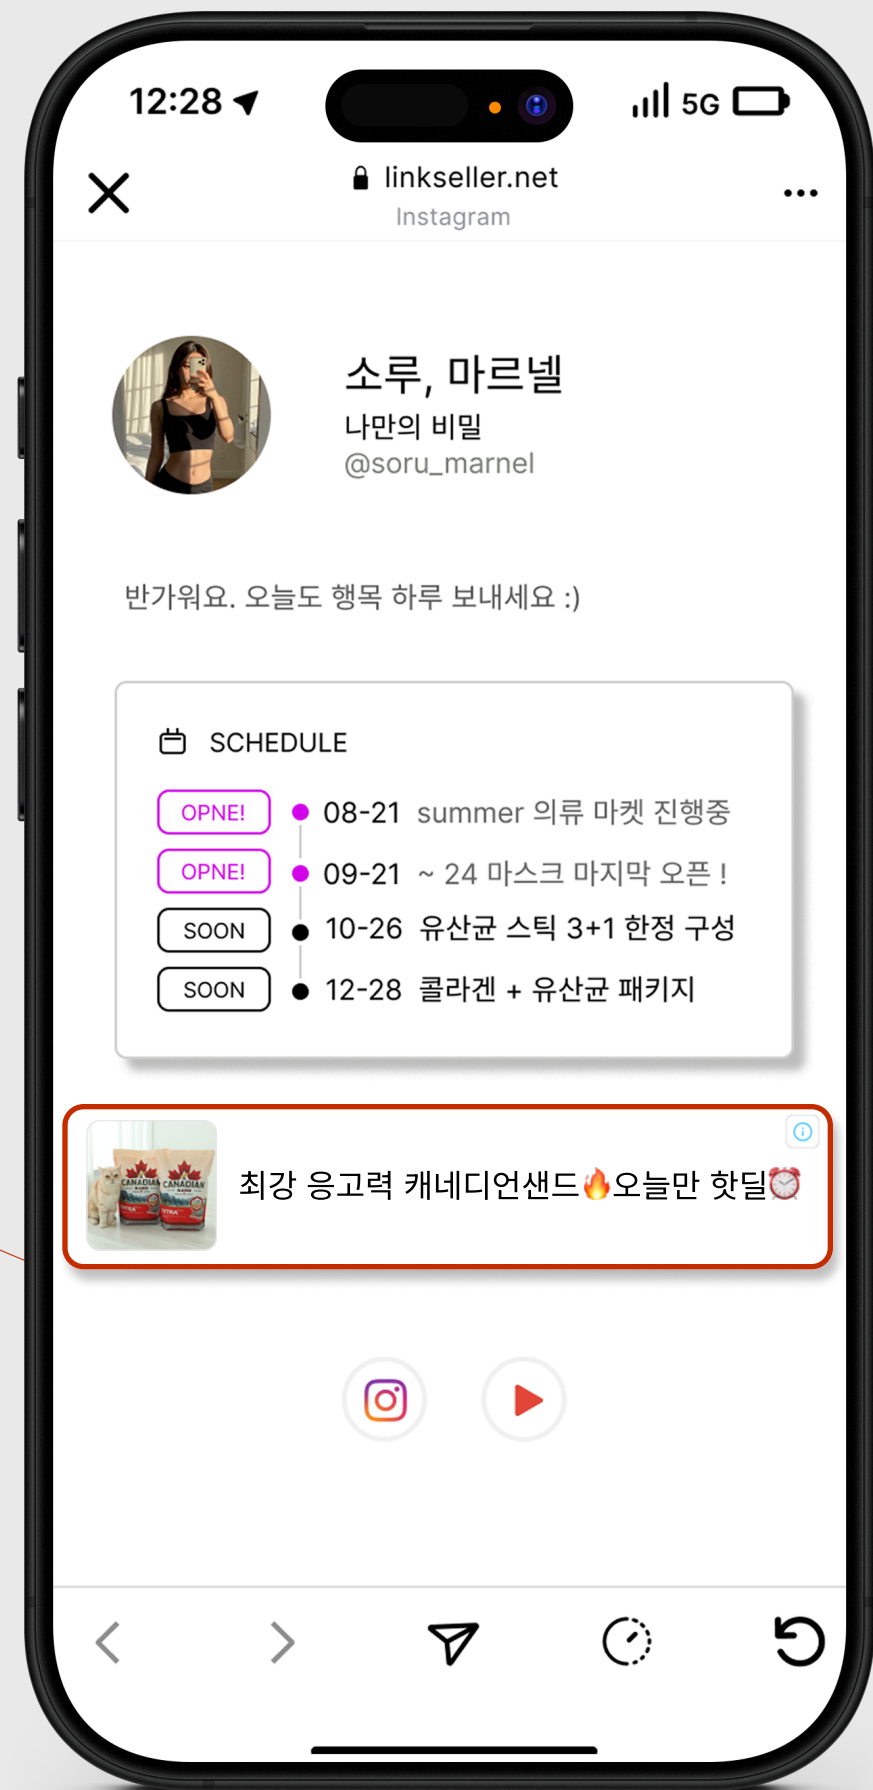 12:28 5G
linkseller.net
Instagram
소루, 마르넬
나만의 비밀
@soru_marnel
반가워요. 오늘도 행목 하루 보내세요 :)
SCHEDULE
OPNE! 08-21 summer 의류 마켓 진행중
OPNE! 09-21 ~ 24 마스크 마지막 오픈 !
SOON 10-26 유산균 스틱 3+1 한정 구성
SOON 12-28 콜라겐 + 유산균 패키지
CANADIAN CANADIAN
최강 응고력 캐네디언샌드🔥오늘만 핫딜⏰